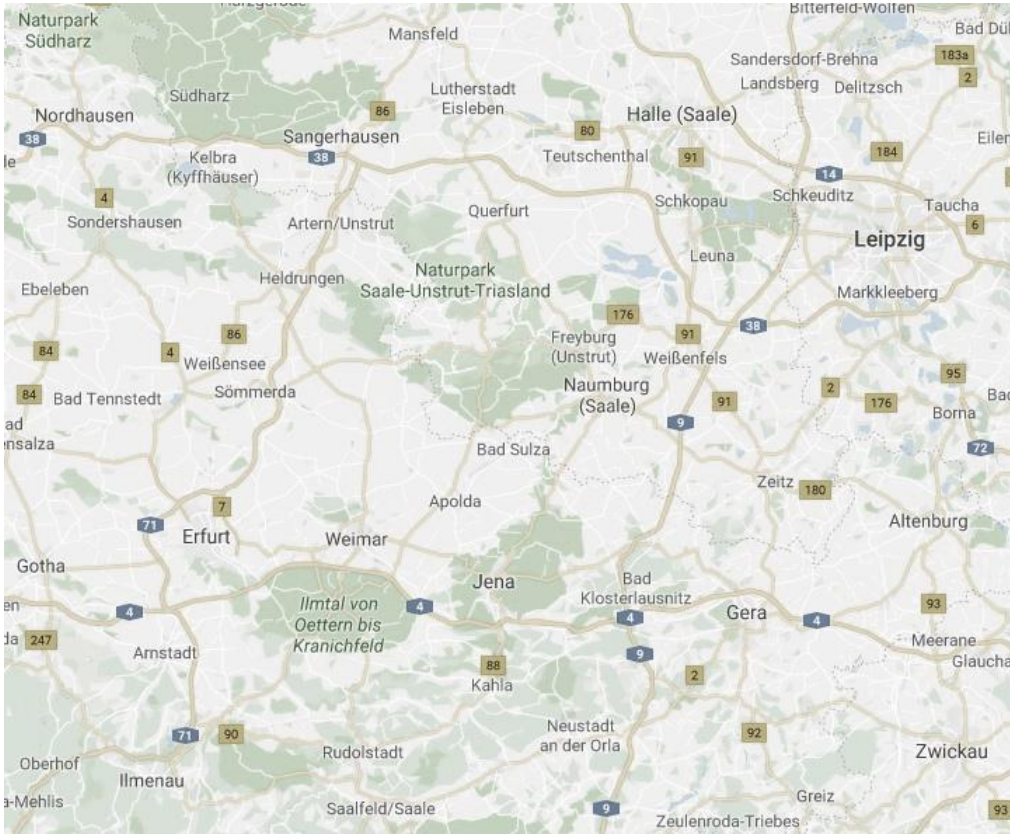 Naturpark
Südharz
Mansfeld
Bitterfeld-Wolfen
Bad Dü
183a
Sandersdorf-Brehna
2
Landsberg
Delitzsch
Lutherstadt
Eisleben
Südharz
86
Nordhausen
Halle (Saale)
38
Sangerhausen
80
Eilen
38
Kelbra
(Kyffhäuser)
Teutschenthal
91
184
14
4
Schkopau
Schkeuditz
Taucha
Sondershausen
Artern/Unstrut
Querfurt
6
Leipzig
Leuna
Naturpark
Saale-Unstrut-Triasland
Heldrungen
Ebeleben
Markkleeberg
176
38
86
91
Freyburg
(Unstrut)
84
4
Weißensee
Weißenfels
95
84
Bad Tennstedt
Sömmerda
Naumburg
(Saale)
2
91
176
Borna
Bad
ad
ensalza
9
Bad Sulza
72
Zeitz
180
Apolda
7
71
Erfurt
Weimar
Altenburg
Gotha
Jena
Bad
Klosterlausnitz
Ilmtal von
Oettern bis
Kranichfeld
en
4
4
4
Gera
4
93
da
247
Arnstadt
9
Meerane
Glaucha
88
Kahla
2
71
90
Rudolstadt
Neustadt
an der Orla
92
Zwickau
Oberhof
Ilmenau
a-Mehlis
Saalfeld/Saale
9
Greiz
Zeulenroda-Triebes
93